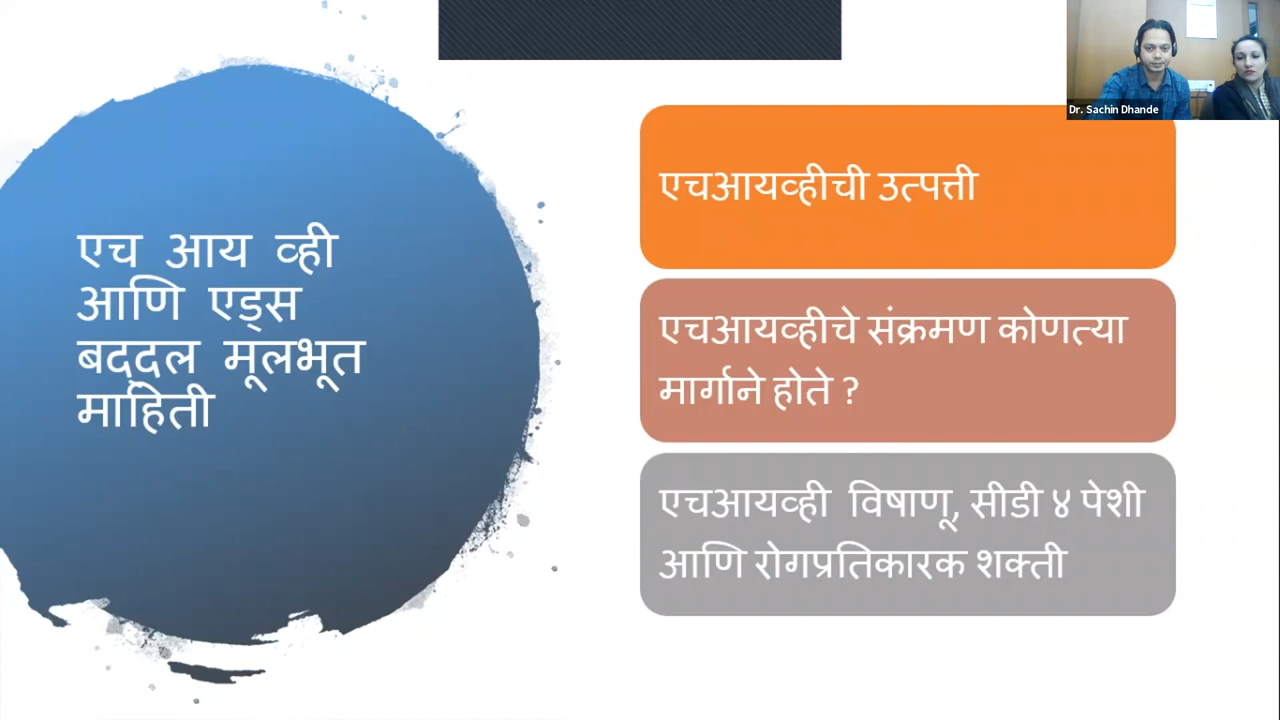 एच आय व्ही
आणि एड्स
बद्दल मूलभूत
माहिती
एचआयव्हीची उत्पत्ती
एचआयव्हीचे संक्रमण कोणत्या
मार्गाने होते ?
एचआयव्ही विषाणू, सीडी ४ पेशी
आणि रोगप्रतिकारक शक्ती
Dr. Sachin Dhande